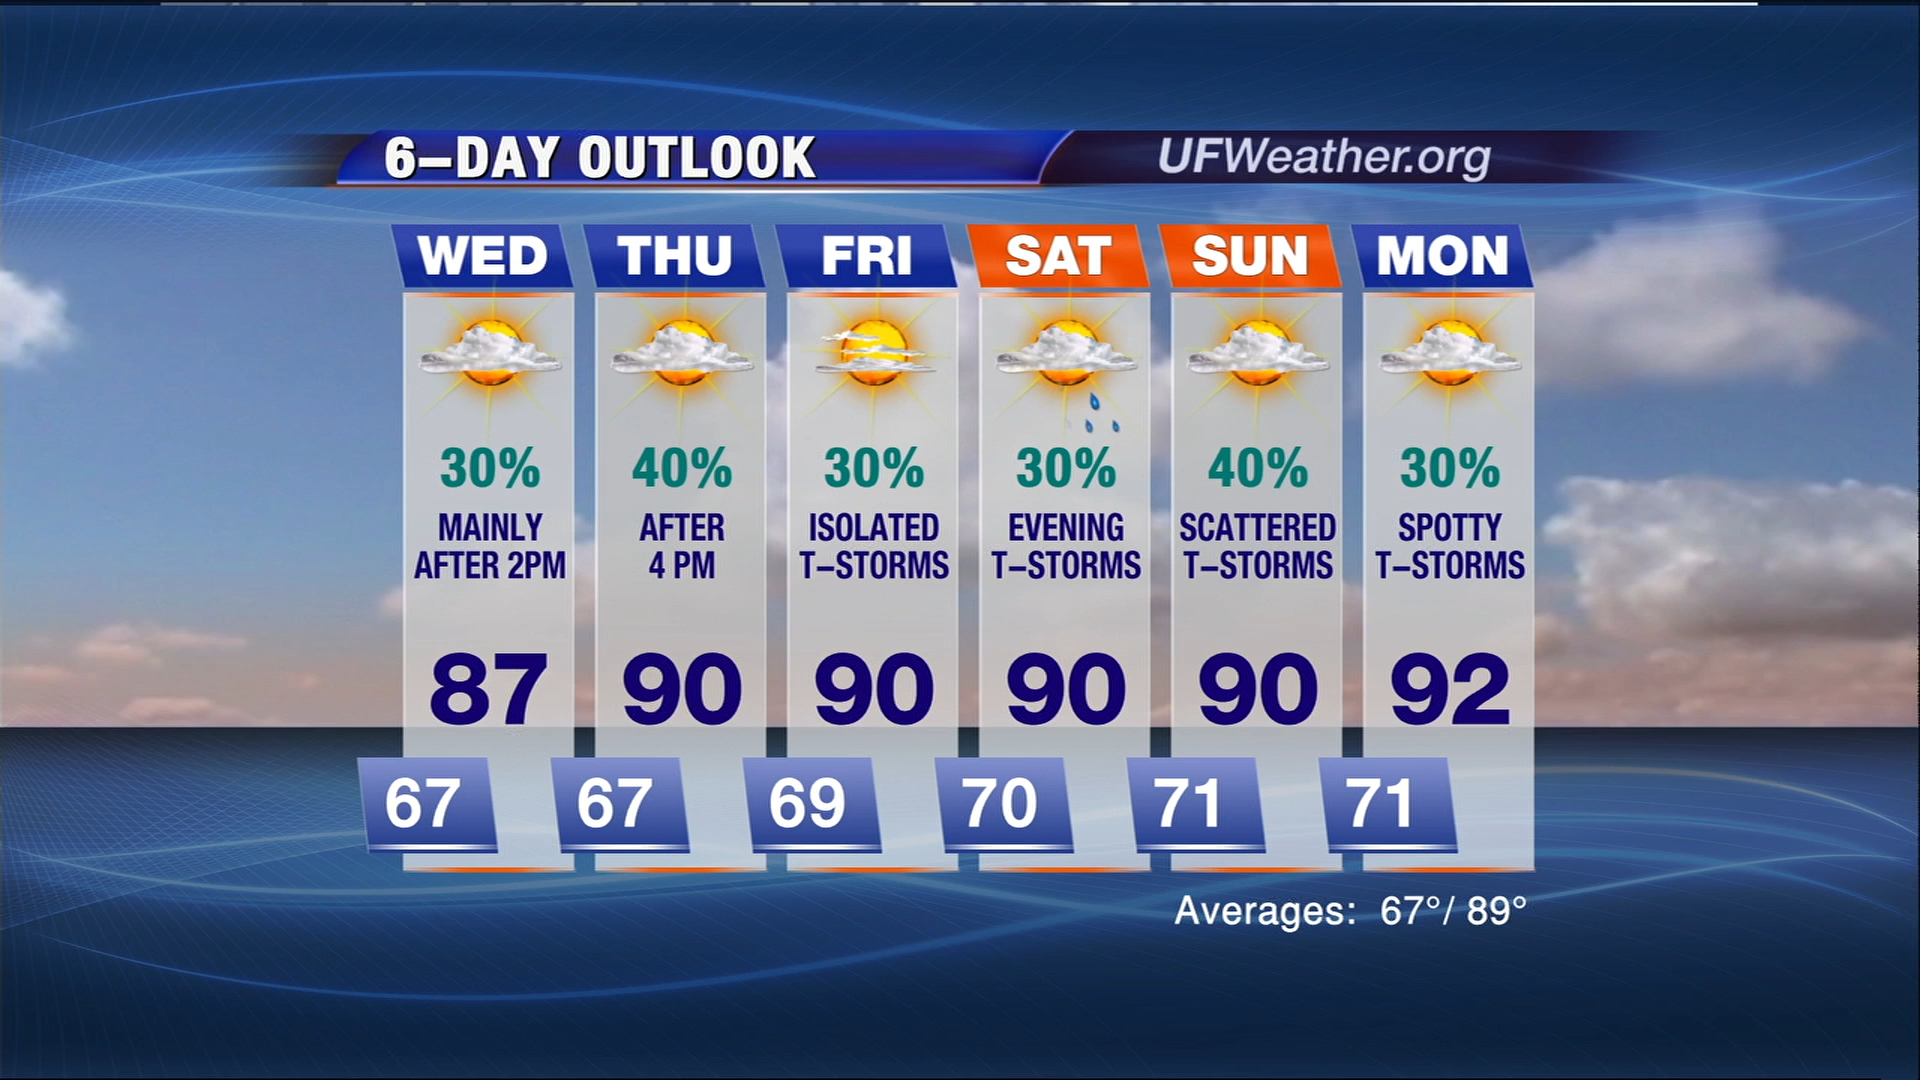 6-DAY OUTLOOK
UFWeather.org
WED THU FRI SAT SUN MON
30% 40% 30% 30% 40% 30%
MAINLY AFTER ISOLATED EVENING SCATTERED SPOTTY
AFTER 2PM 4 PM T-STORMS T-STORMS T-STORMS T-STORMS
87 90 90 90 90 92
67 67 69 70 71 71
Averages: 67°/ 89°